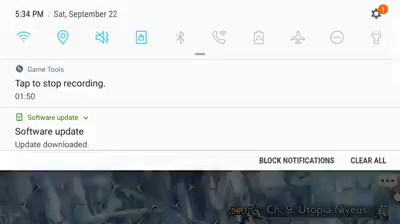 5:34 PM
Sat, September 22
1
Game Tools
Tap to stop recording.
01:50
Software update
Software update
Update downloaded.
BLOCK NOTIFICATIONS
CLEAR ALL
COMPLETE
Ch. 9. Utopia Niveus